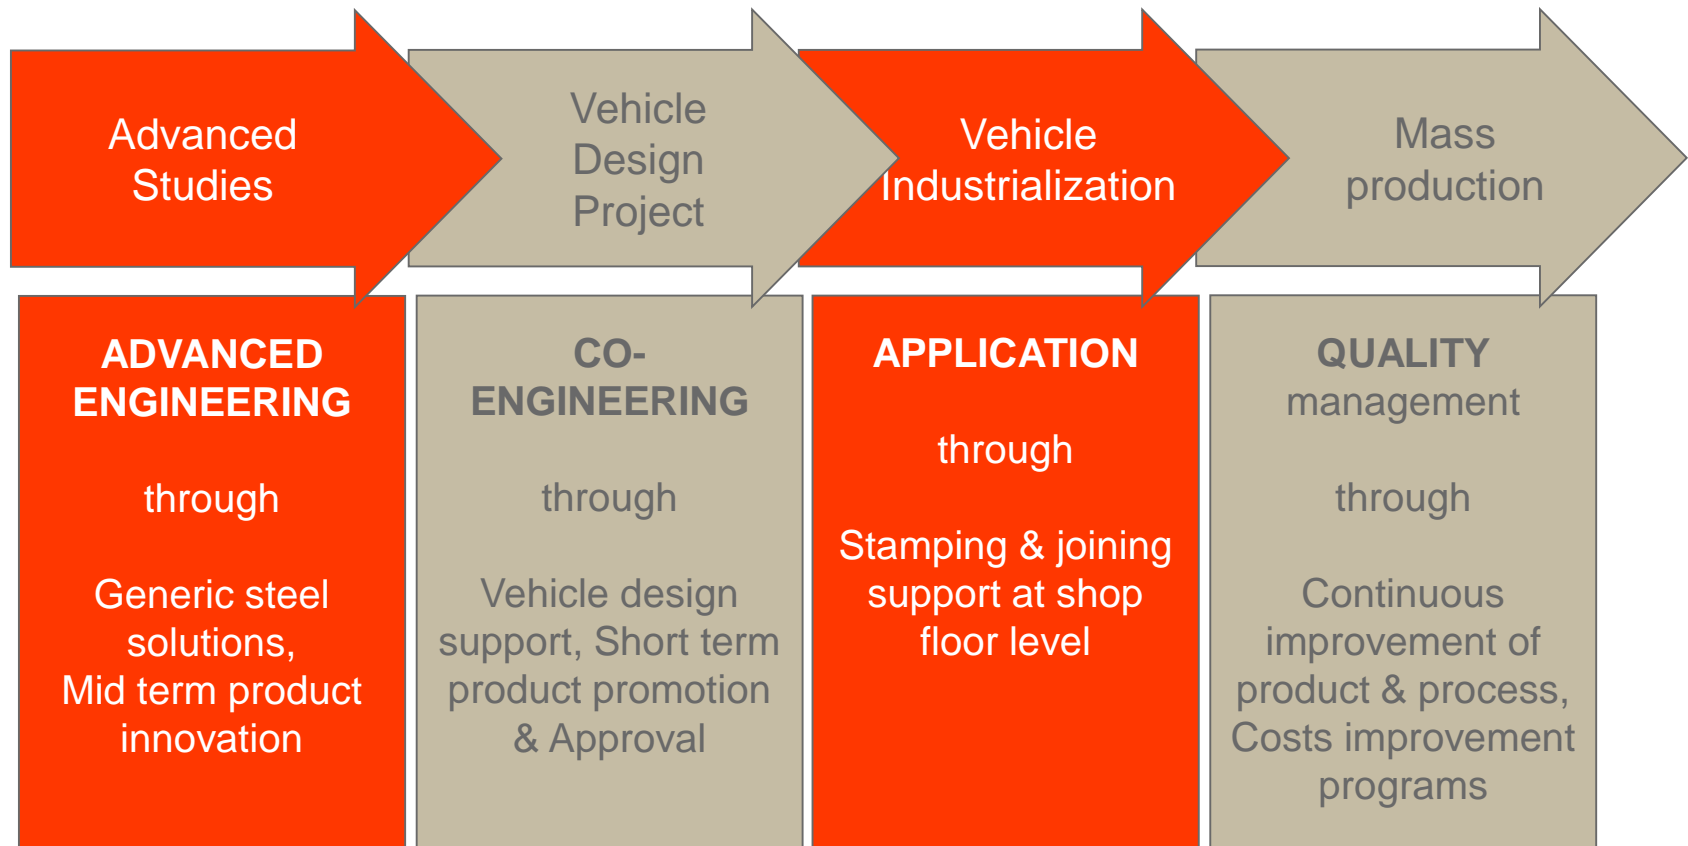 Advanced
Studies
Vehicle
Design
Project
Vehicle
Industrialization
Mass
production
ADVANCED
ENGINEERING
through
Generic steel
solutions,
Mid term product
innovation
CO-
ENGINEERING
through
Vehicle design
support, Short term
product promotion
& Approval
APPLICATION
through
Stamping & joining
support at shop
floor level
QUALITY
management
through
Continuous
improvement of
product & process,
Costs improvement
programs